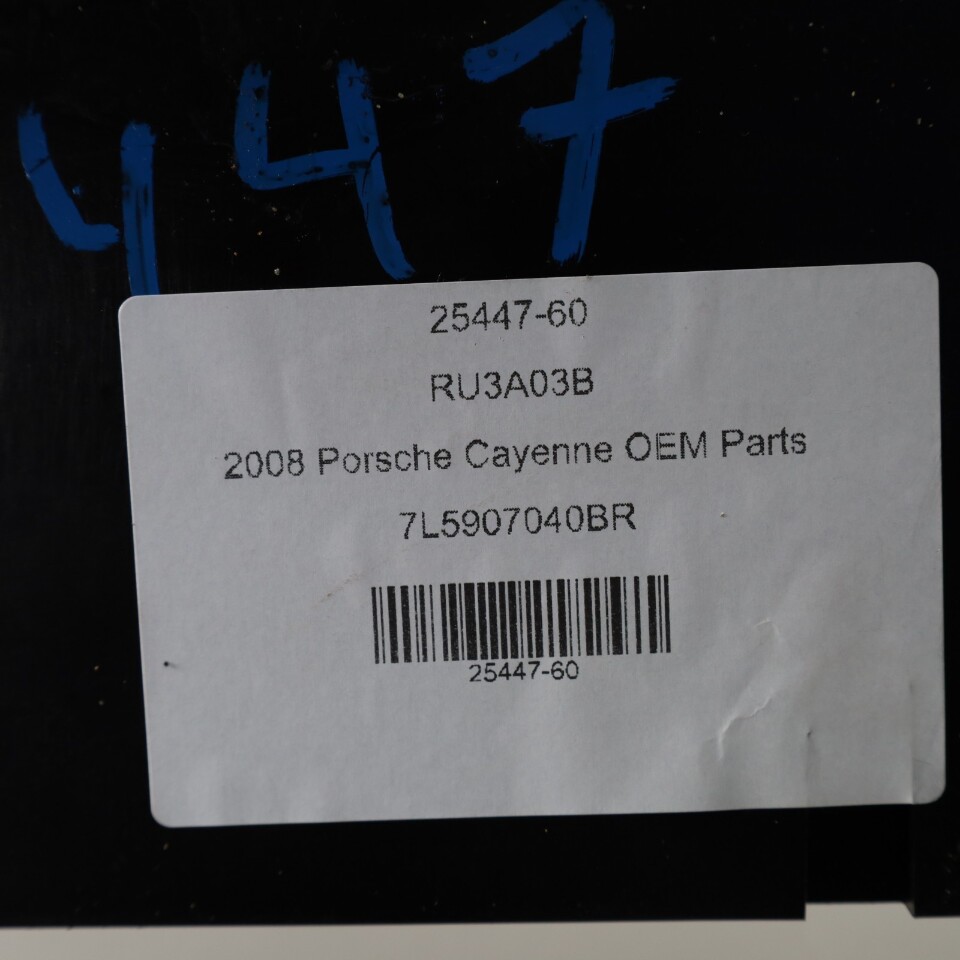 447
25447-60
RU3A03B
2008 Porsche Cayenne OEM Parts
7L5907040BR
25447-60